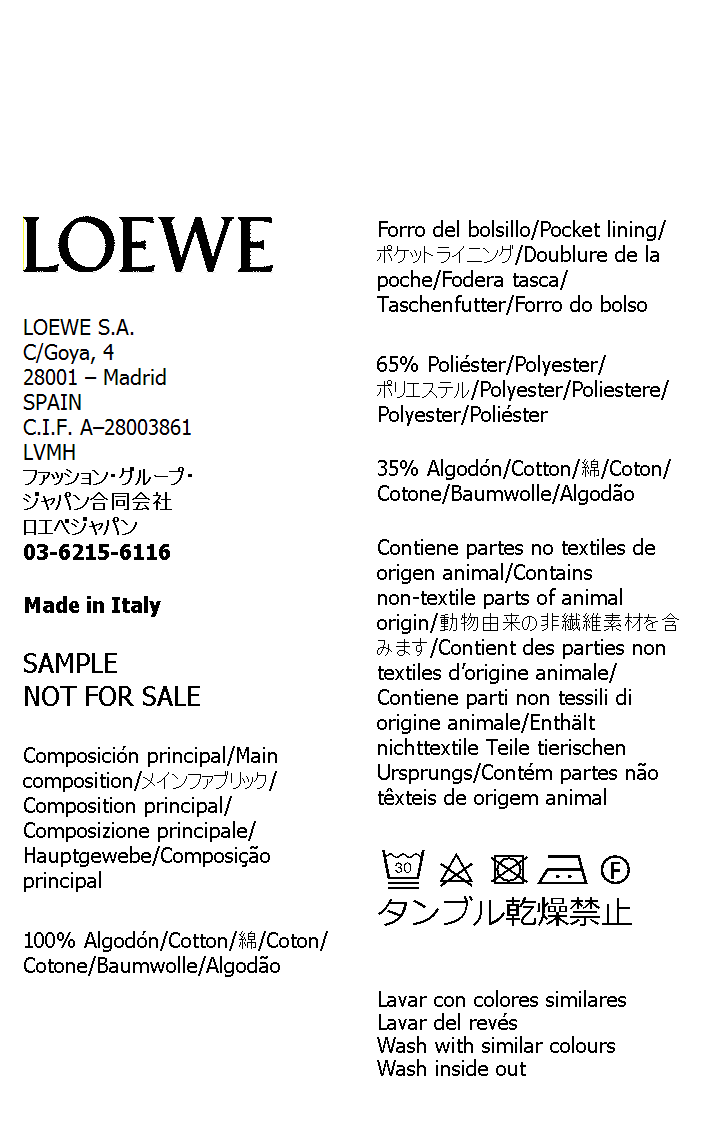 LOEWE
LOEWE S.A.
C/Goya, 4
28001 – Madrid
SPAIN
C.I.F. A–28003861
LVMH
ファッション・グループ・
ジャパン合同会社
ロエベジャパン
03-6215-6116
Made in Italy
SAMPLE
NOT FOR SALE
Composición principal/Main
composition/メインファブリック/
Composition principal/
Composizione principale/
Hauptgewebe/Composição
principal
100% Algodón/Cotton/綿/Coton/
Cotone/Baumwolle/Algodão
Forro del bolsillo/Pocket lining/
ポケットライニング/Doublure de la
poche/Fodera tasca/
Taschenfutter/Forro do bolso
65% Poliéster/Polyester/
ポリエステル/Polyester/Poliestere/
Polyester/Poliéster
35% Algodón/Cotton/綿/Coton/
Cotone/Baumwolle/Algodão
Contiene partes no textiles de
origen animal/Contains
non-textile parts of animal
origin/動物由来の非繊維素材を含
みます/Contient des parties non
textiles d’origine animale/
Contiene parti non tessili di
origine animale/Enthält
nichttextile Teile tierischen
Ursprungs/Contém partes não
têxteis de origem animal
30 F
タンブル乾燥禁止
Lavar con colores similares
Lavar del revés
Wash with similar colours
Wash inside out